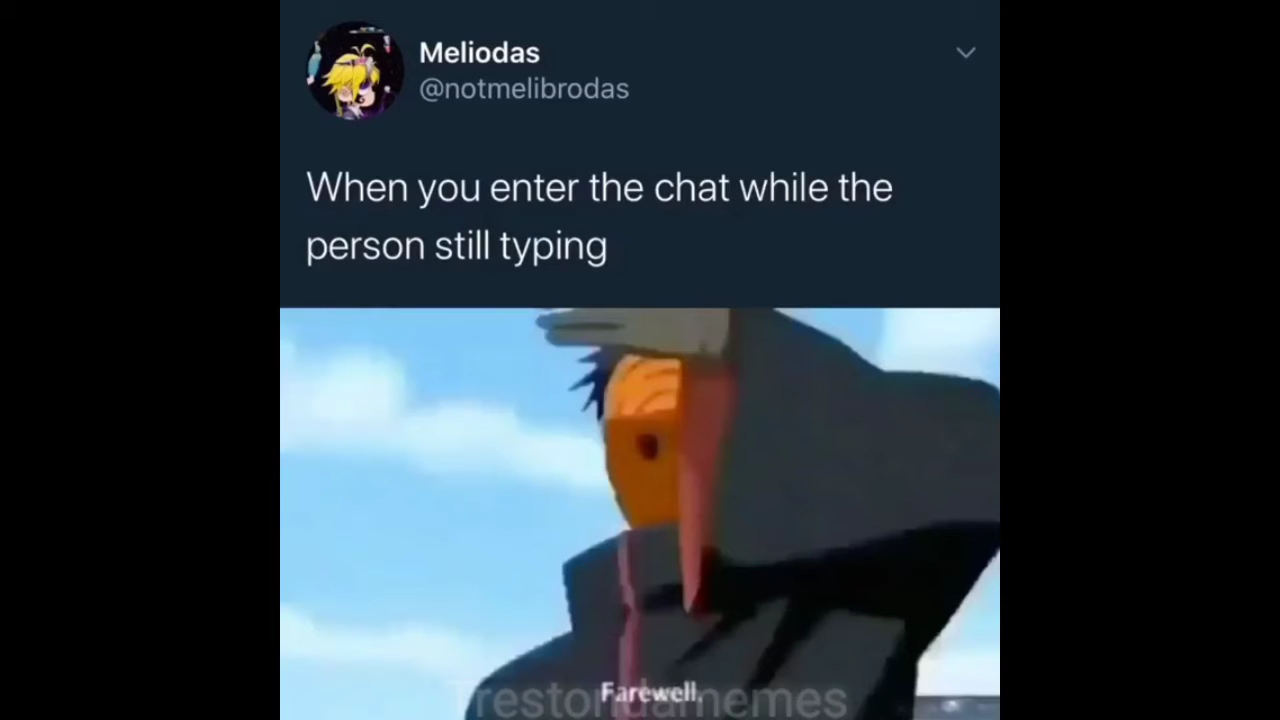 Meliodas
@notmelibrodas
When you enter the chat while the
person still typing
Farewell.